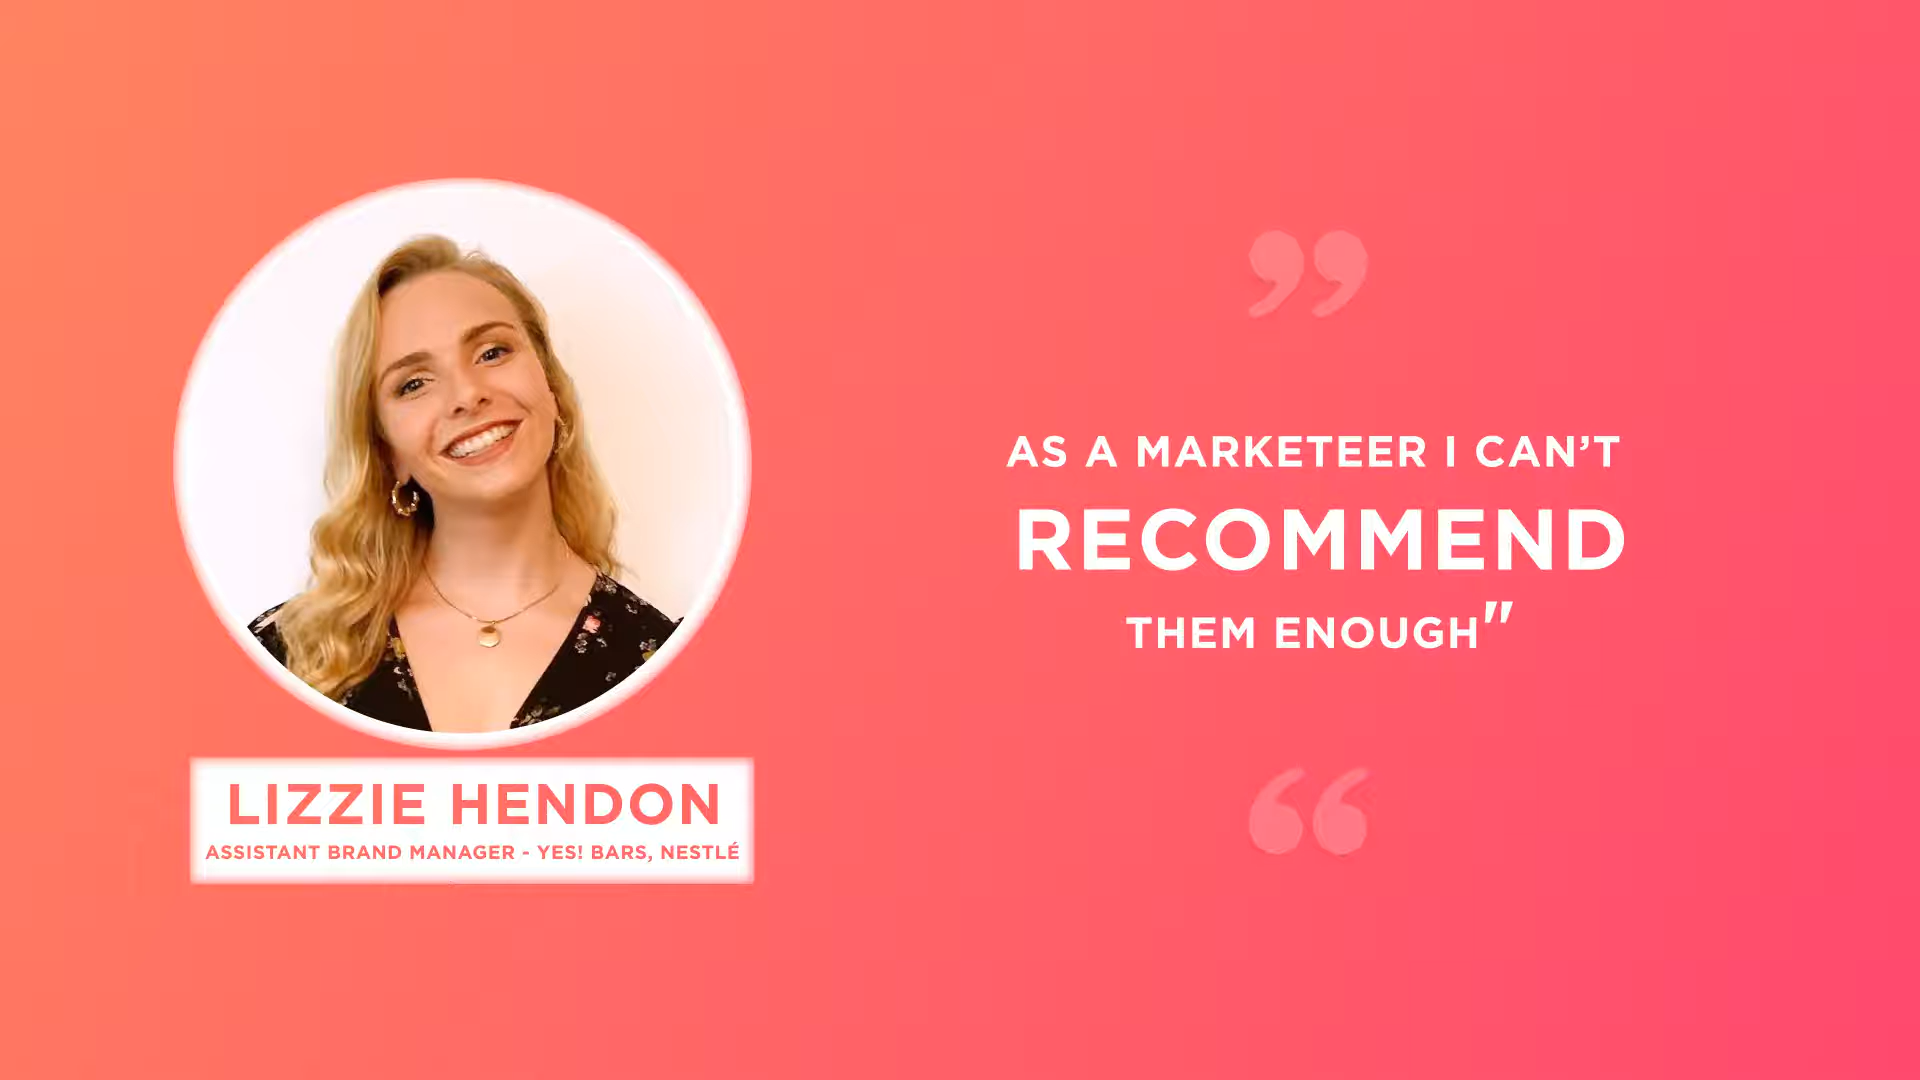 LIZZIE HENDON
ASSISTANT BRAND MANAGER - YES! BARS, NESTLÉ
”
AS A MARKETEER I CAN’T
RECOMMEND
THEM ENOUGH"
“